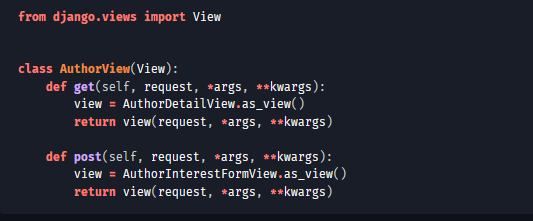 from django.views import View
class AuthorView(View):
    def get(self, request, *args, **kwargs):
        view = AuthorDetailView.as_view()
        return view(request, *args, **kwargs)
    def post(self, request, *args, **kwargs):
        view = AuthorInterestFormView.as_view()
        return view(request, *args, **kwargs)